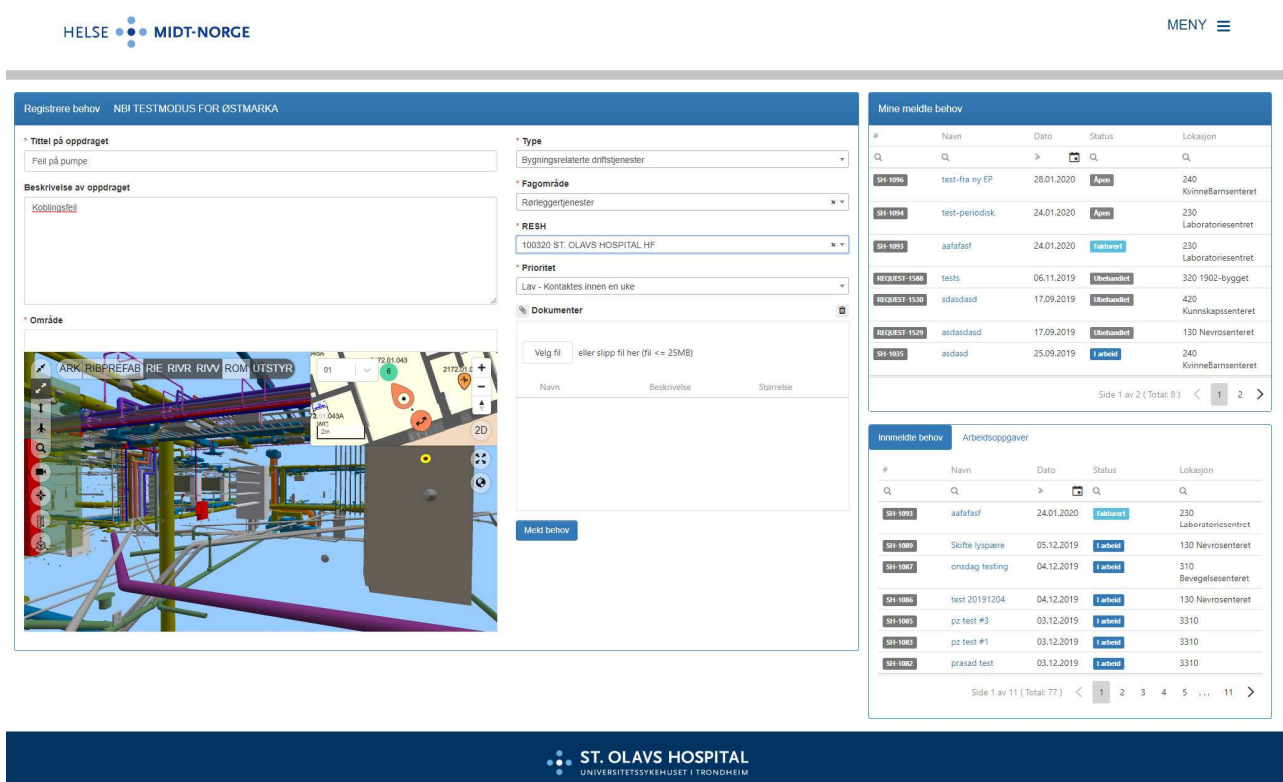 HELSE MIDT-NORGE
MENY
Registrere behov NBI TESTMODUS FOR ØSTMARKA
* Tittel på oppdraget
Feil på pumpe
Beskrivelse av oppdraget
Koblingsfeil
* Område
ARK RIBPREFAB RIE RIVR RIVV ROM UTSTYR
01
72.01.043
6
2172.01.0
043A
WC
2m
2D
* Type
Bygningsrelaterte driftstjenester
* Fagområde
Rørleggertjenester
* RESH
100320 ST. OLAVS HOSPITAL HF
* Prioritet
Lav - Kontaktes innen en uke
Dokumenter
Velg fil eller slipp fil her (fil <= 25MB)
Navn Beskrivelse Størrelse
Meld behov
Mine meldte behov
# Navn Dato Status Lokasjon
SH-1096 test-fra ny EP 28.01.2020 Åpen 240
KvinneBarnsenteret
SH-1094 test-periodisk 24.01.2020 Åpen 230
Laboratoriesentret
SH-1093 aafafasf 24.01.2020 Fakturert 230
Laboratoriesentret
REQUEST-1588 tests 06.11.2019 Ubehandlet 320 1902-bygget
REQUEST-1530 sdasdasd 17.09.2019 Ubehandlet 420
Kunnskapssenteret
REQUEST-1529 asdasdasd 17.09.2019 Ubehandlet 130 Nevrosenteret
SH-1035 asdasd 25.09.2019 I arbeid 240
KvinneBarnsenteret
Side 1 av 2 ( Total: 8 ) 1 2
Innmeldte behov Arbeidsoppgaver
# Navn Dato Status Lokasjon
SH-1093 aafafasf 24.01.2020 Fakturert 230
Laboratoriesentret
SH-1089 Skifte lyspære 05.12.2019 I arbeid 130 Nevrosenteret
SH-1087 onsdag testing 04.12.2019 I arbeid 310
Bevegelsesenteret
SH-1086 test 20191204 04.12.2019 I arbeid 130 Nevrosenteret
SH-1085 pz test #3 03.12.2019 I arbeid 3310
SH-1083 pz test #1 03.12.2019 I arbeid 3310
SH-1082 prasad test 03.12.2019 I arbeid 3310
Side 1 av 11 ( Total: 77 ) 1 2 3 4 5 ... 11
ST. OLAVS HOSPITAL
UNIVERSITETSSYKEHUSET I TRONDHEIM